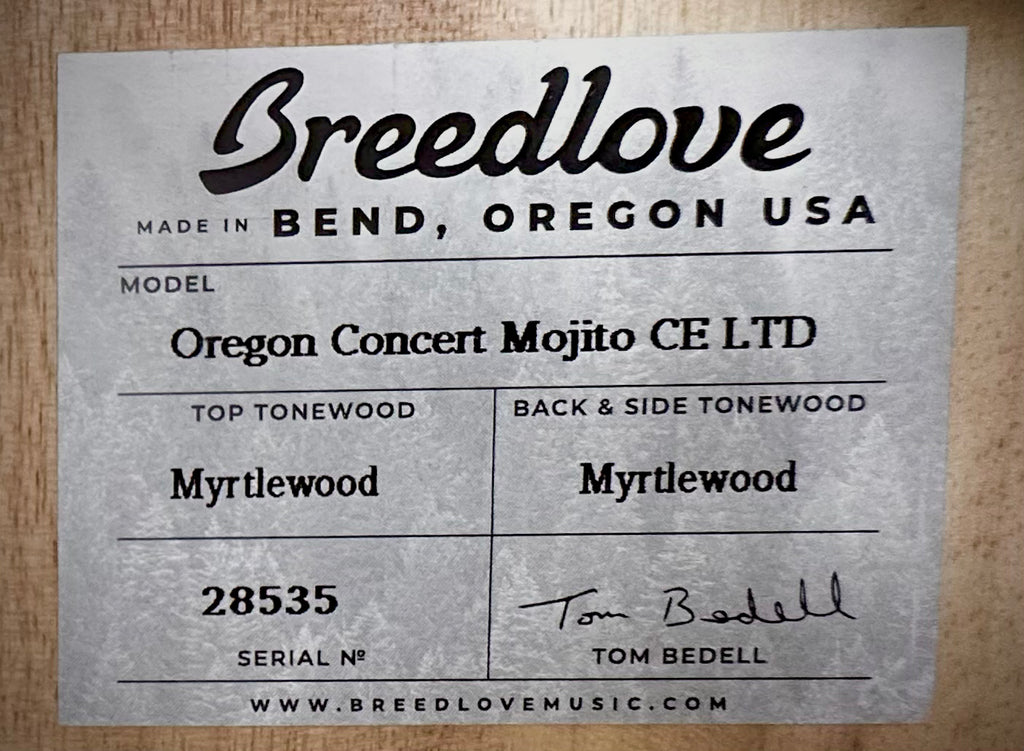 Breedlove
MADE IN BEND, OREGON USA
MODEL
Oregon Concert Mojito CE LTD
TOP TONEWOOD
Myrtlewood
BACK & SIDE TONEWOOD
Myrtlewood
28535
SERIAL Nº
Tom Bedell
TOM BEDELL
WWW.BREEDLOVEMUSIC.COM